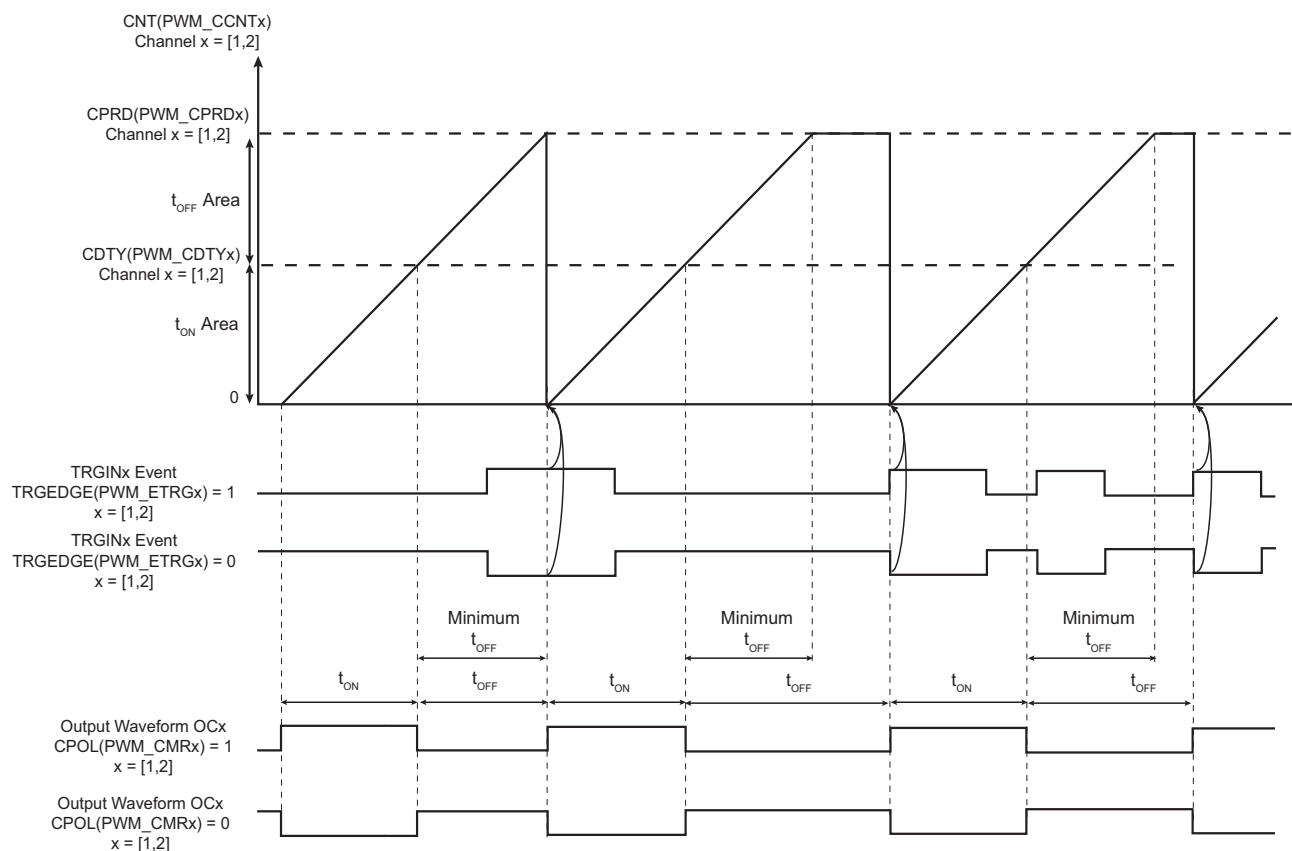 CNT(PWM_CCNTx)
Channel x = [1,2]
CPRD(PWM_CPRDx)
Channel x = [1,2]
tOFF Area
CDTY(PWM_CDTYx)
Channel x = [1,2]
tON Area
0
TRGINx Event
TRGEDGE(PWM_ETRGx) = 1
x = [1,2]
TRGINx Event
TRGEDGE(PWM_ETRGx) = 0
x = [1,2]
Minimum
tOFF
Minimum
tOFF
Minimum
tOFF
tON
tOFF
tON
tOFF
tON
tOFF
Output Waveform OCx
CPOL(PWM_CMRx) = 1
x = [1,2]
Output Waveform OCx
CPOL(PWM_CMRx) = 0
x = [1,2]